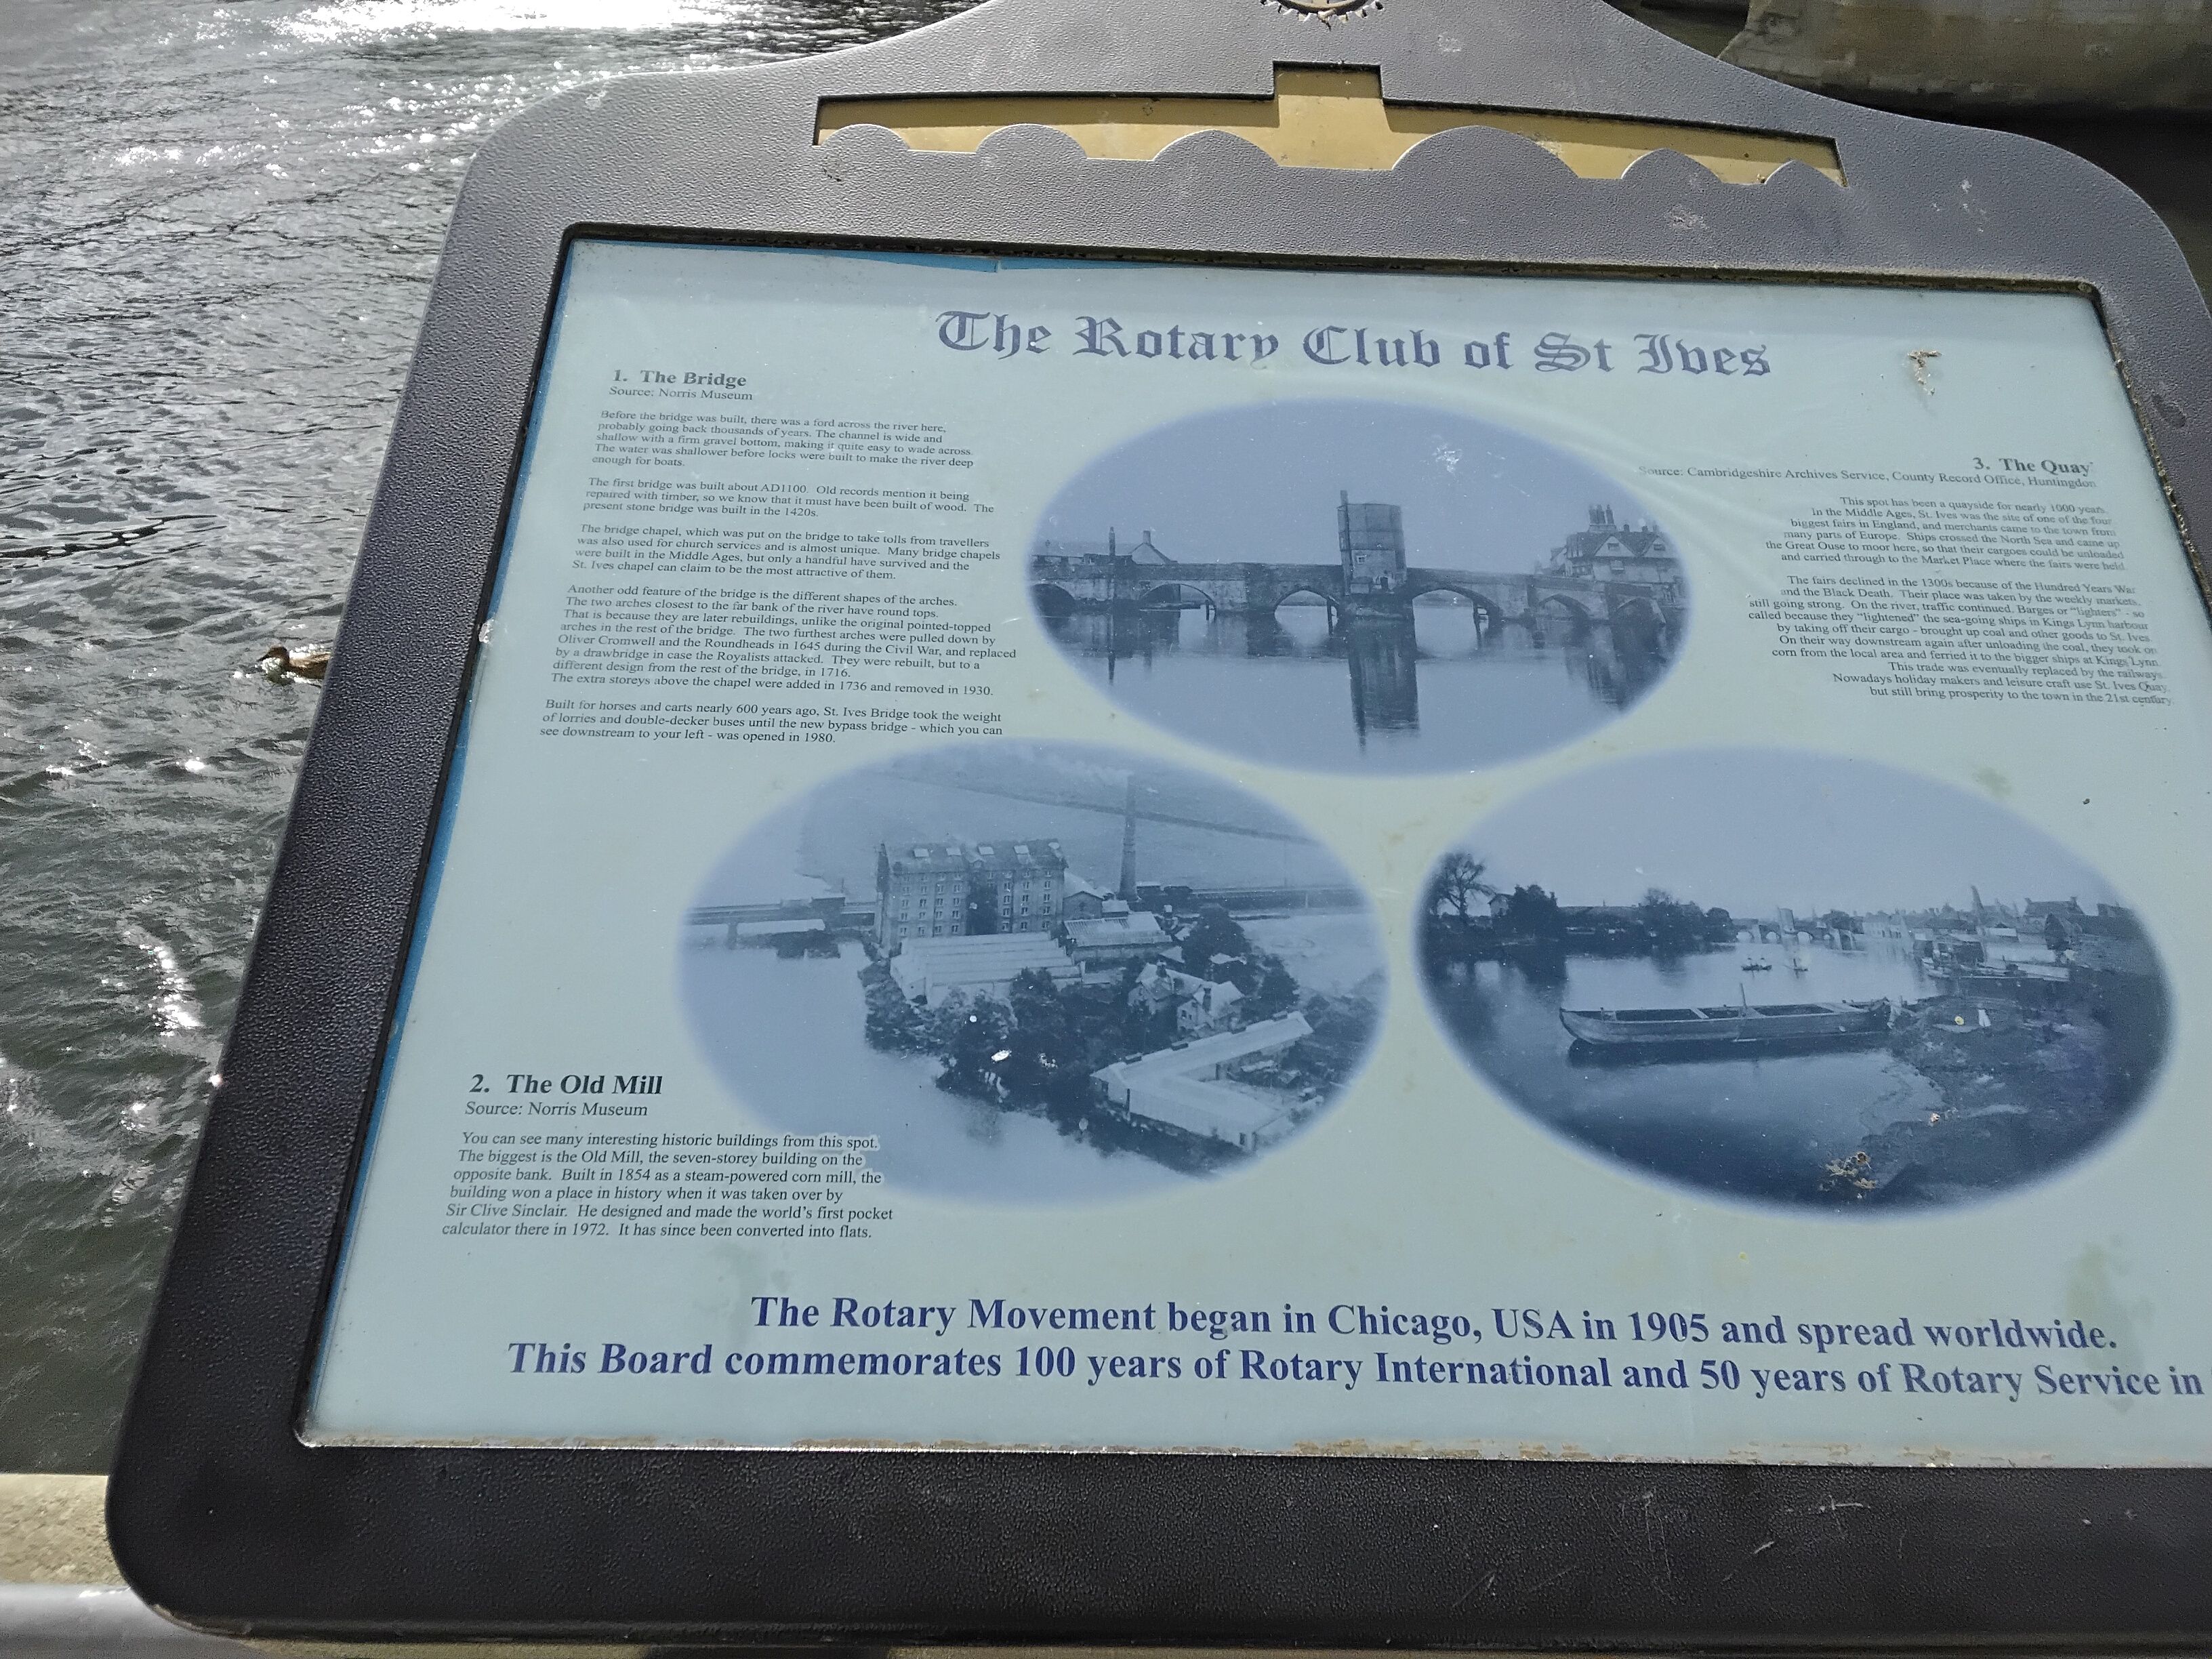 The Rotary Club of St Ives
1. The Bridge
Source: Norris Museum
Before the bridge was built, there was a ford across the river here,
probably going back thousands of years. The channel is wide and
shallow with a firm gravel bottom, making it quite easy to wade across.
The water was shallower before locks were built to make the river deep
enough for boats.
The first bridge was built about AD1100. Old records mention it being
repaired with timber, so we know that it must have been built of wood. The
present stone bridge was built in the 1420s.
The bridge chapel, which was put on the bridge to take tolls from travellers
was also used for church services and is almost unique. Many bridge chapels
were built in the Middle Ages, but only a handful have survived and the
St. Ives chapel can claim to be the most attractive of them.
Another odd feature of the bridge is the different shapes of the arches.
The two arches closest to the far bank of the river have round tops.
That is because they are later rebuildings, unlike the original pointed-topped
arches in the rest of the bridge. The two furthest arches were pulled down by
Oliver Cromwell and the Roundheads in 1645 during the Civil War, and replaced
by a drawbridge in case the Royalists attacked. They were rebuilt, but to a
different design from the rest of the bridge, in 1716.
The extra storeys above the chapel were added in 1736 and removed in 1930.
Built for horses and carts nearly 600 years ago, St. Ives Bridge took the weight
of lorries and double-decker buses until the new bypass bridge - which you can
see downstream to your left - was opened in 1980.
2. The Old Mill
Source: Norris Museum
You can see many interesting historic buildings from this spot.
The biggest is the Old Mill, the seven-storey building on the
opposite bank. Built in 1854 as a steam-powered corn mill, the
building won a place in history when it was taken over by
Sir Clive Sinclair. He designed and made the world's first pocket
calculator there in 1972. It has since been converted into flats.
3. The Quay
Source: Cambridgeshire Archives Service, County Record Office, Huntingdon
This spot has been a quayside for nearly 1000 years.
In the Middle Ages, St. Ives was the site of one of the four
biggest fairs in England, and merchants came to the town from
many parts of Europe. Ships crossed the North Sea and came up
the Great Ouse to moor here, so that their cargoes could be unloaded
and carried through to the Market Place where the fairs were held.
The fairs declined in the 1300s because of the Hundred Years War
and the Black Death. Their place was taken by the weekly markets,
still going strong. On the river, traffic continued. Barges or "lighters" - so
called because they "lightened" the sea-going ships in Kings Lynn harbour
by taking off their cargo - brought up coal and other goods to St. Ives.
On their way downstream again after unloading the coal, they took on
corn from the local area and ferried it to the bigger ships at Kings Lynn.
This trade was eventually replaced by the railways.
Nowadays holiday makers and leisure craft use St. Ives Quay,
but still bring prosperity to the town in the 21st century.
The Rotary Movement began in Chicago, USA in 1905 and spread worldwide.
This Board commemorates 100 years of Rotary International and 50 years of Rotary Service in